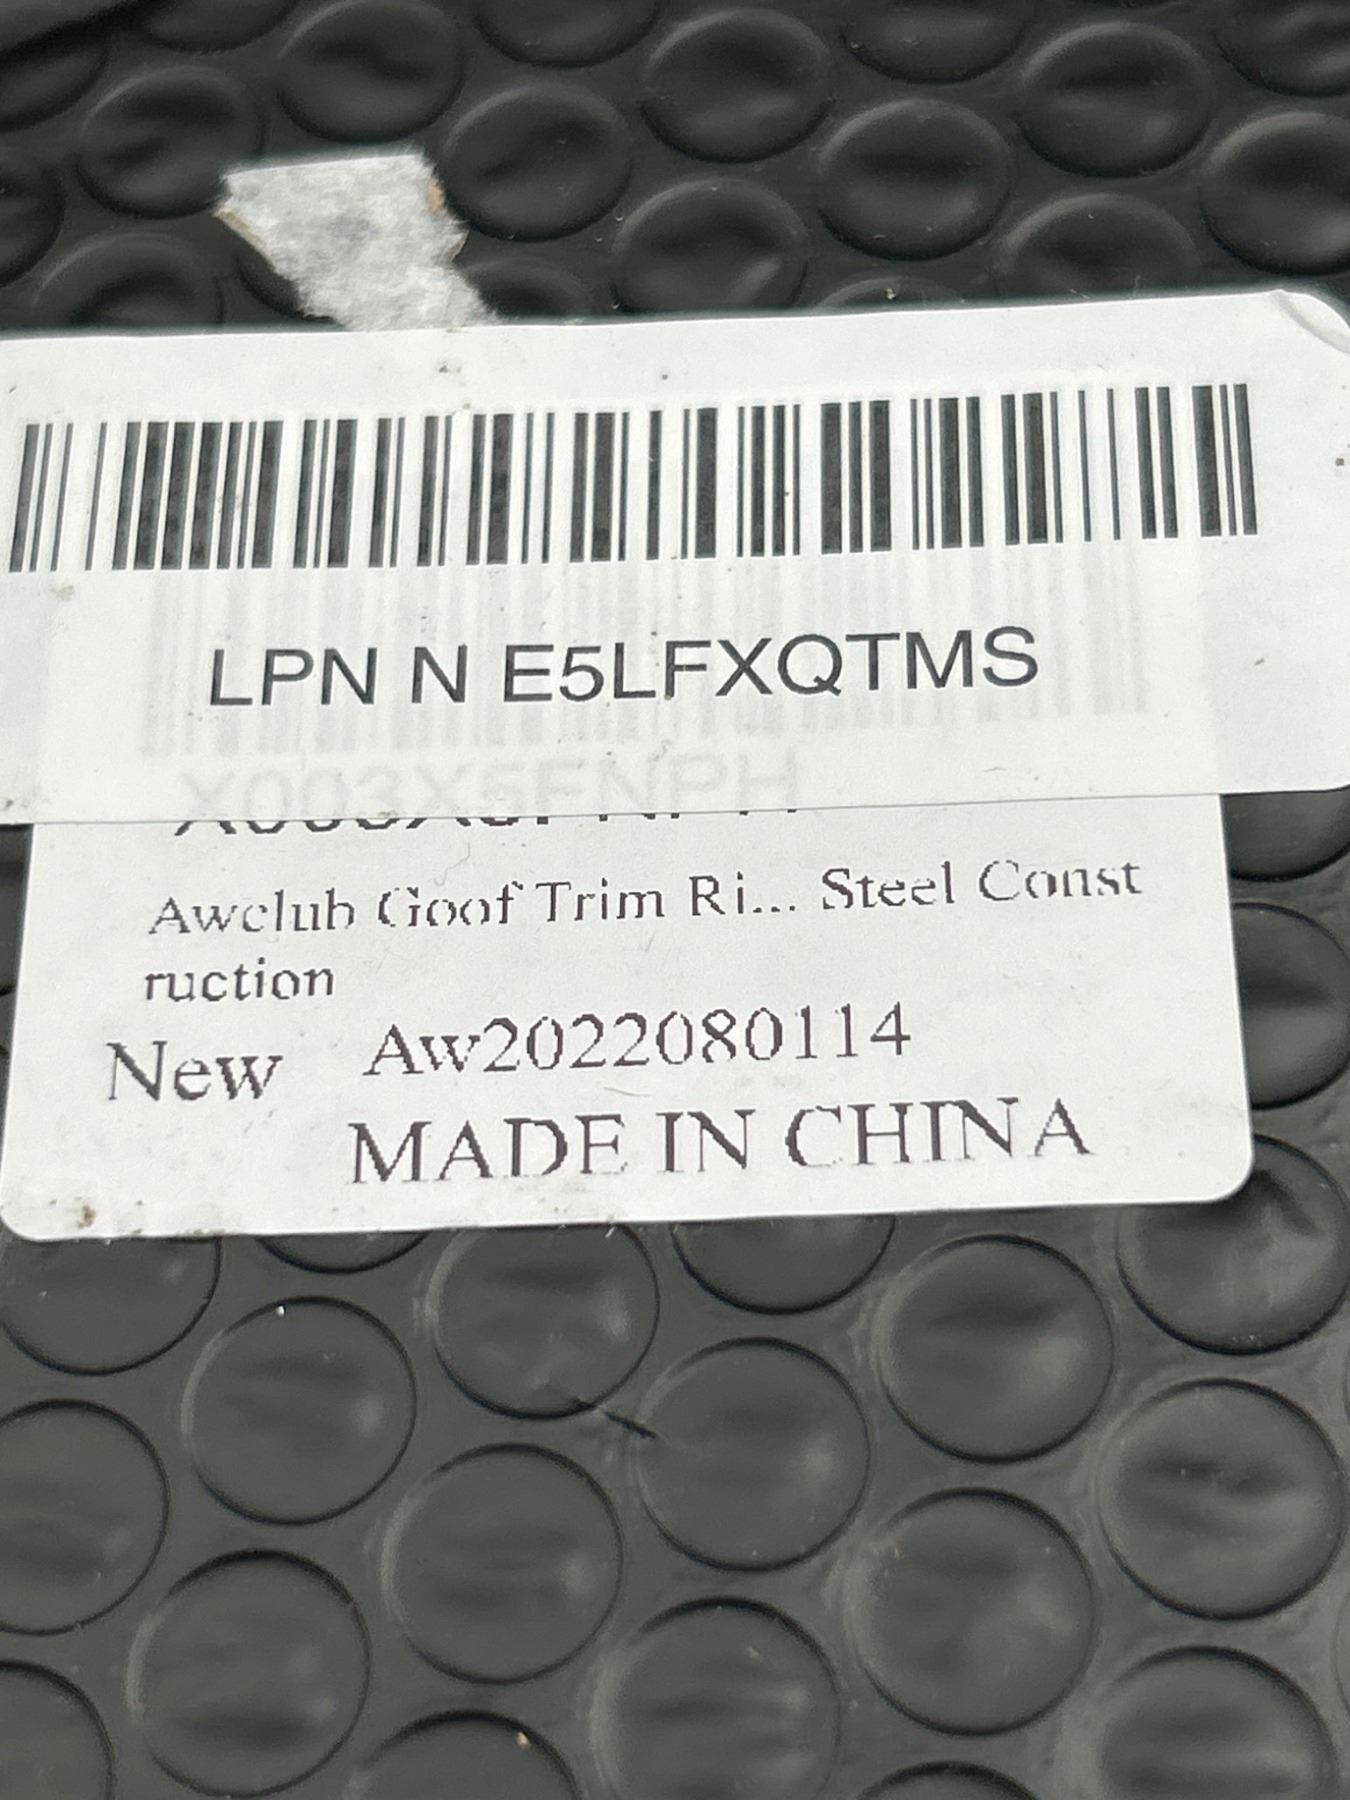 LPN N E5LFXQTMS
X003X5FNPH
Awclub Goof Trim Ri... Steel Const
ruction
New Aw2022080114
MADE IN CHINA